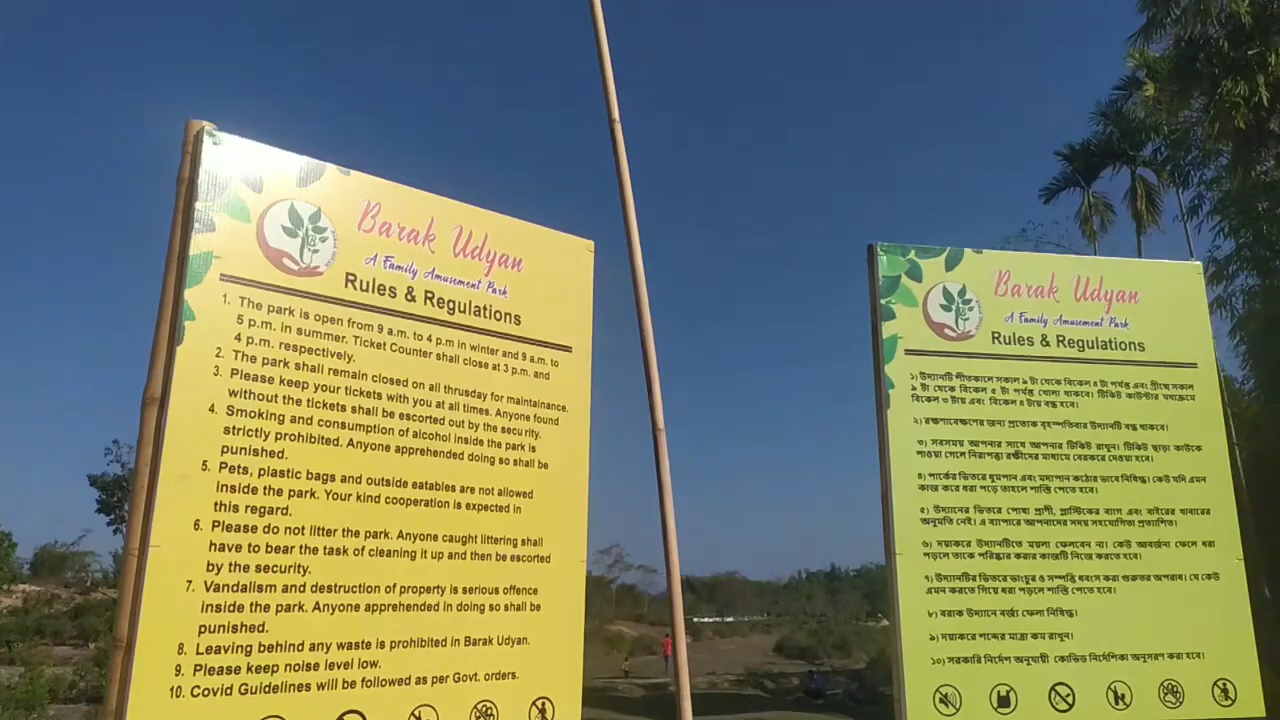 Barak Udyan
A Family Amusement Park
Rules & Regulations
1. The park is open from 9 a.m. to 4 p.m in winter and 9 a.m. to
5 p.m. in summer. Ticket Counter shall close at 3 p.m. and
4 p.m. respectively.
2. The park shall remain closed on all thrusday for maintainance.
3. Please keep your tickets with you at all times. Anyone found
without the tickets shall be escorted out by the security.
4. Smoking and consumption of alcohol inside the park is
strictly prohibited. Anyone apprehended doing so shall be
punished.
5. Pets, plastic bags and outside eatables are not allowed
inside the park. Your kind cooperation is expected in
this regard.
6. Please do not litter the park. Anyone caught littering shall
have to bear the task of cleaning it up and then be escorted
by the security.
7. Vandalism and destruction of property is serious offence
inside the park. Anyone apprehended in doing so shall be
punished.
8. Leaving behind any waste is prohibited in Barak Udyan.
9. Please keep noise level low.
10. Covid Guidelines will be followed as per Govt. orders.
Barak Udyan
A Family Amusement Park
Rules & Regulations
১) উদ্যানটি শীতকালে সকাল ৯ টা থেকে বিকেল ৪ টা পর্যন্ত এবং গ্রীষ্মে সকাল
৯ টা থেকে বিকেল ৫ টা পর্যন্ত খোলা থাকবে। টিকিট কাউন্টার যথাক্রমে
বিকেল ৩ টায় এবং বিকেল ৪ টায় বন্ধ হবে।
২) রক্ষণাবেক্ষণের জন্য প্রত্যেক বৃহস্পতিবার উদ্যানটি বন্ধ থাকবে।
৩) সবসময় আপনার সাথে আপনার টিকিট রাখুন। টিকিট ছাড়া কাউকে
পাওয়া গেলে নিরাপত্তা রক্ষীদের মাধ্যমে বেরকরে দেওয়া হবে।
৪) পার্কের ভিতরে ধূমপান এবং মদ্যপান কঠোর ভাবে নিষিদ্ধ। কেউ যদি এমন
কাজ করে ধরা পড়ে তাহলে শাস্তি পেতে হবে।
৫) উদ্যানের ভিতরে পোষা প্রাণী, প্লাস্টিকের ব্যাগ এবং বাইরের খাবারের
অনুমতি নেই। এ ব্যাপারে আপনাদের সদয় সহযোগিতা প্রত্যাশিত।
৬) দয়াকরে উদ্যানটিতে ময়লা ফেলবেন না। কেউ আবর্জনা ফেলে ধরা
পড়লে তাকে পরিষ্কার করার কাজটি নিজে করতে হবে।
৭) উদ্যানটির ভিতরে ভাংচুর ও সম্পত্তি ধবংস করা গুরুতর অপরাধ। যে কেউ
এমন করতে গিয়ে ধরা পড়লে শাস্তি পেতে হবে।
৮) বরাক উদ্যানে বর্জ্য ফেলা নিষিদ্ধ।
৯) দয়াকরে শব্দের মাত্রা কম রাখুন।
১০) সরকারি নির্দেশ অনুযায়ী কোভিড নির্দেশিকা অনুসরণ করা হবে।